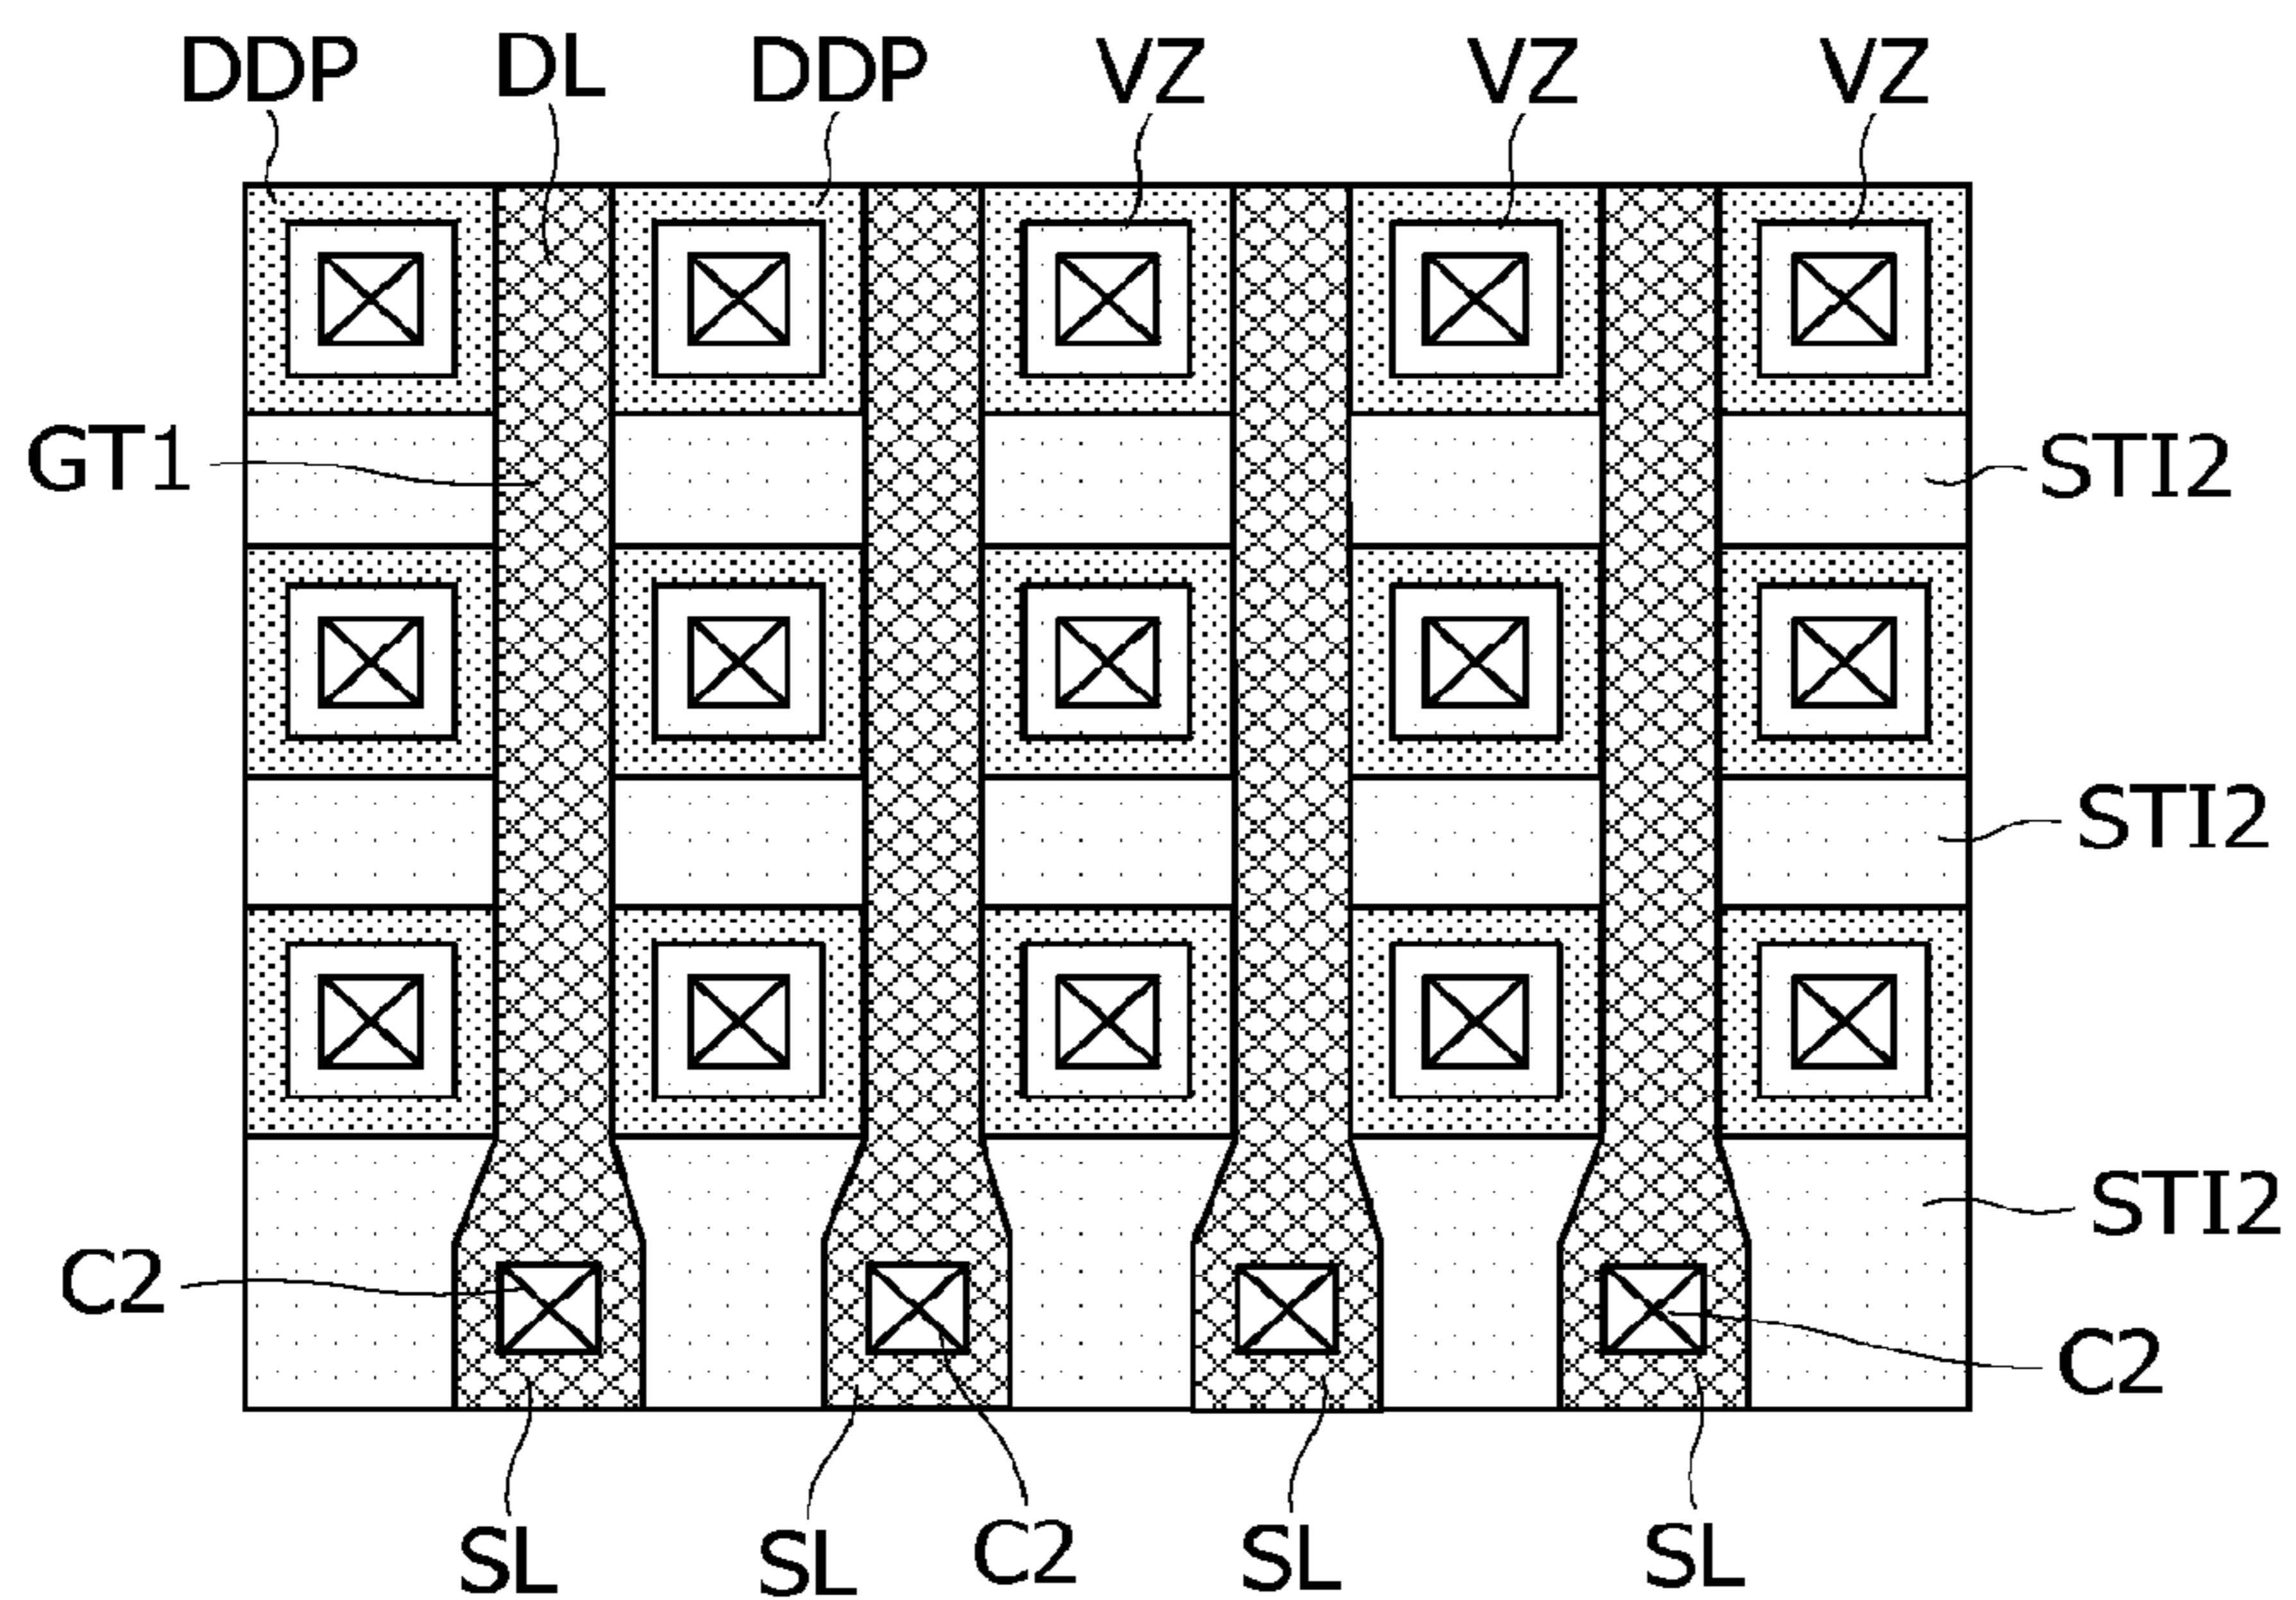 DDP DL DDP VZ VZ VZ
GT1 STI2
STI2
STI2
C2 C2
SL SL C2 SL SL